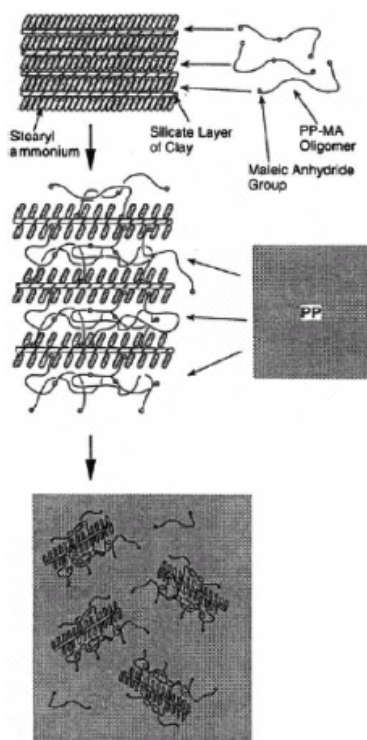 Stearyl
ammonium
Silicate Layer
of Clay
PP-MA
Oligomer
Maleic Anhydride
Group
PP